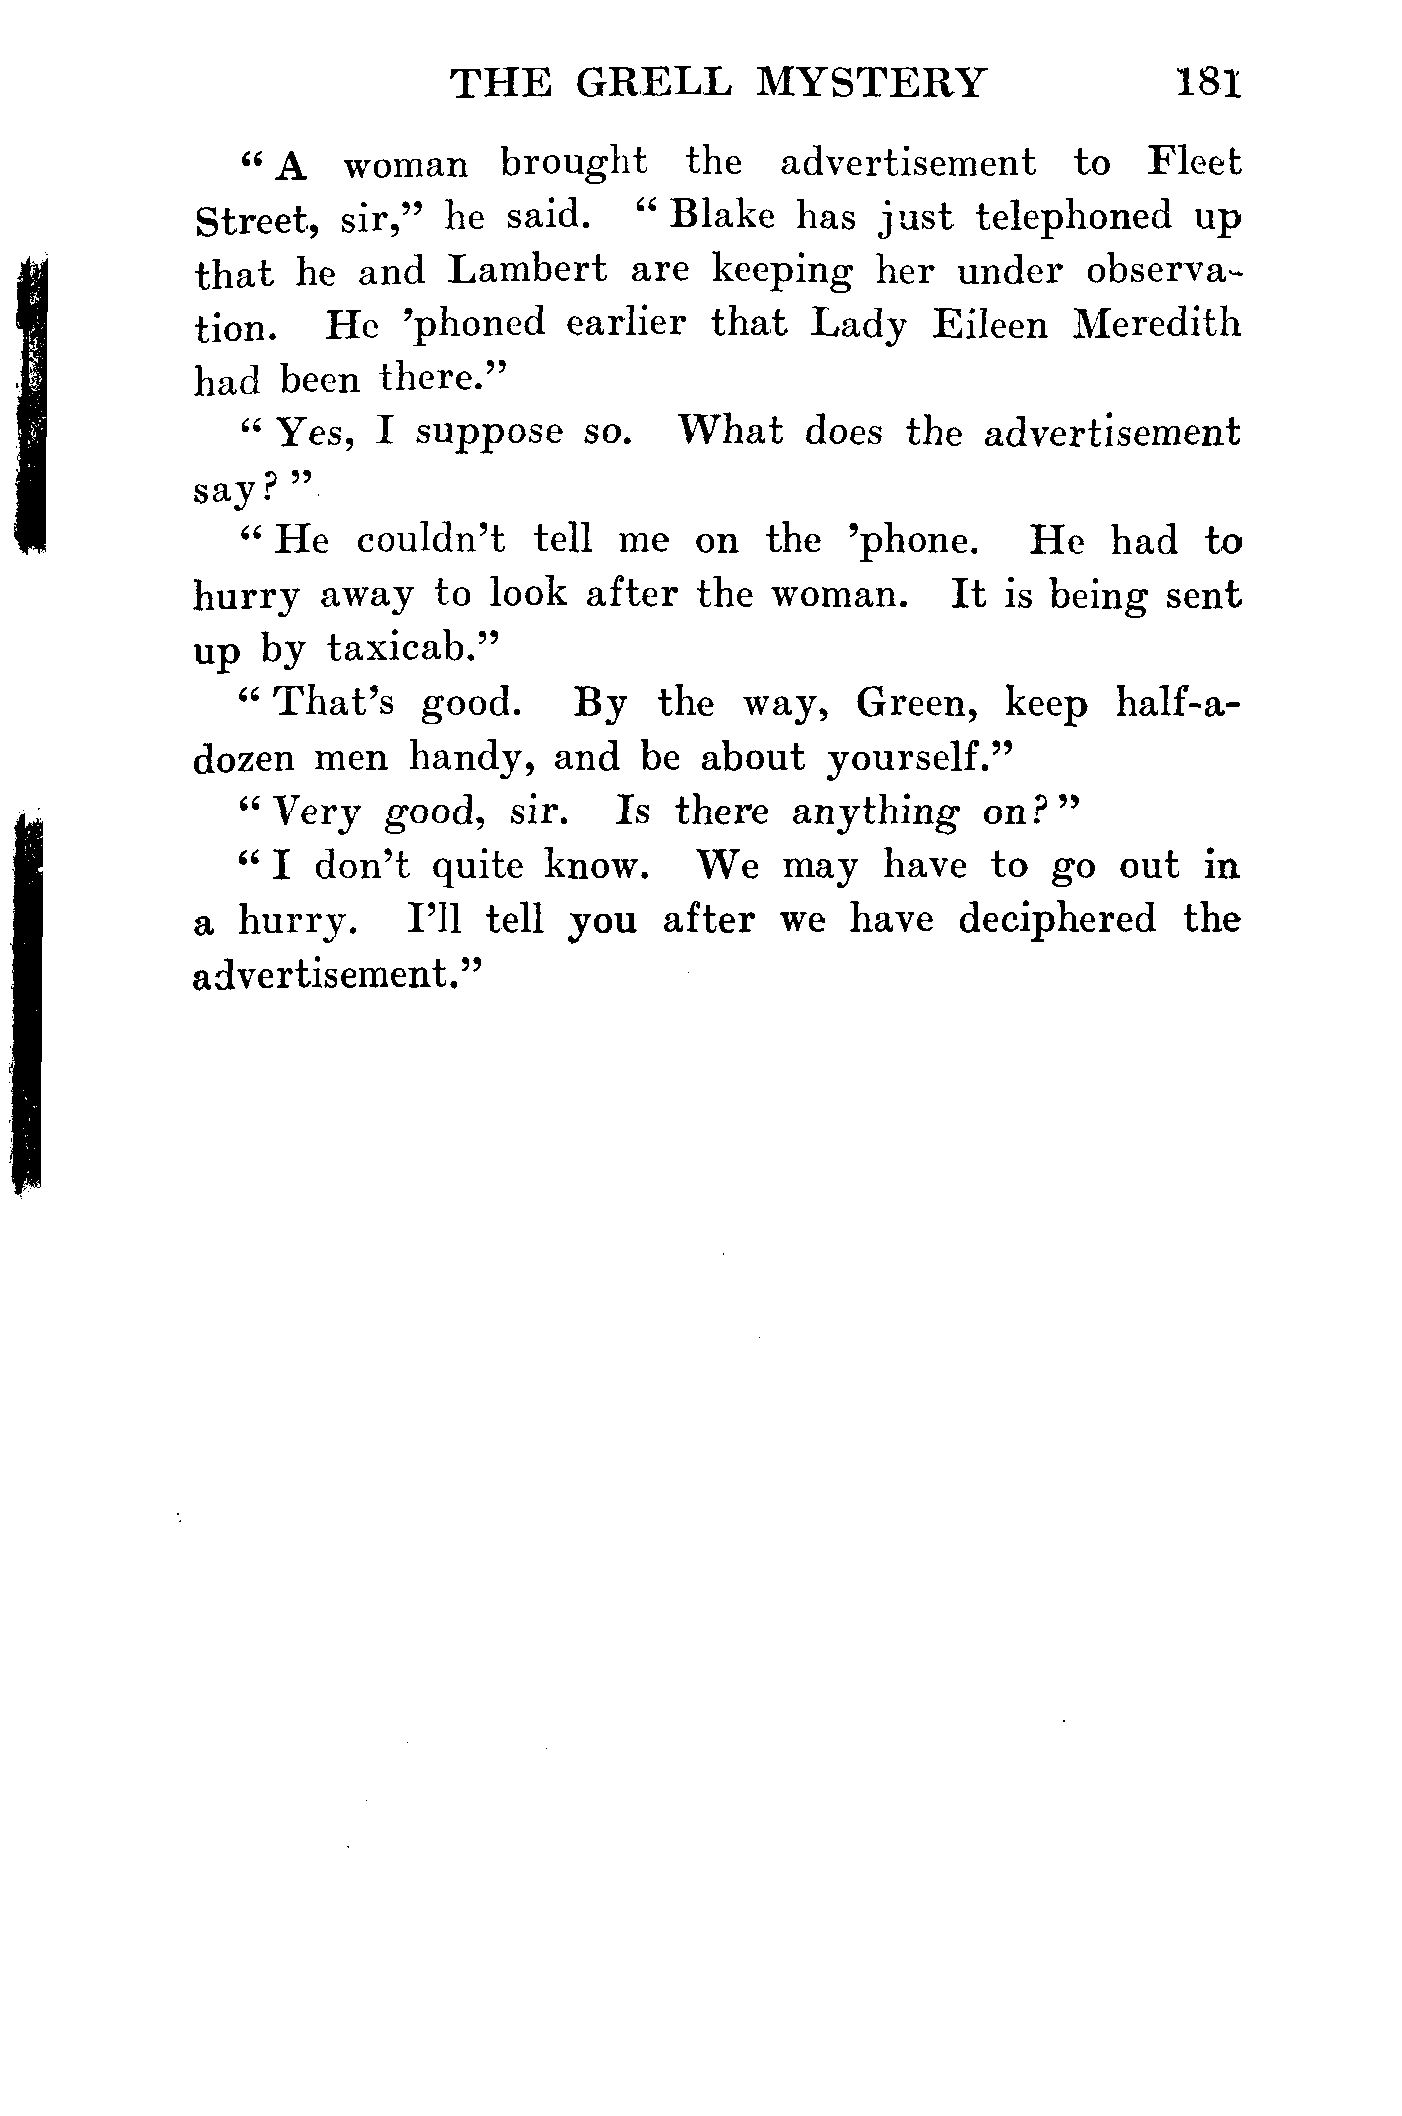 THE GRELL MYSTERY 181
“ A woman brought the advertisement to Fleet
Street, sir,” he said. “ Blake has just telephoned up
that he and Lambert are keeping her under observa-
tion. He ’phoned earlier that Lady Eileen Meredith
had been there.”
“ Yes, I suppose so. What does the advertisement
say? ”
“ He couldn’t tell me on the ’phone. He had to
hurry away to look after the woman. It is being sent
up by taxicab.”
“ That’s good. By the way, Green, keep half-a-
dozen men handy, and be about yourself.”
“ Very good, sir. Is there anything on? ”
“ I don’t quite know. We may have to go out in
a hurry. I’ll tell you after we have deciphered the
advertisement.”